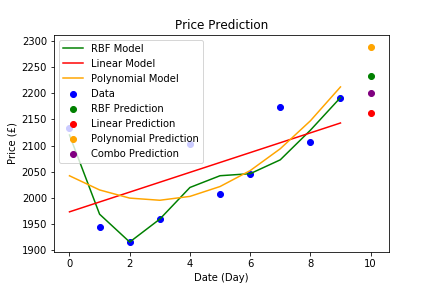 Price Prediction
2300
2250
2200
2150
2100
2050
2000
1950
1900
Price (£)
RBF Model
Linear Model
Polynomial Model
Data
RBF Prediction
Linear Prediction
Polynomial Prediction
Combo Prediction
0 2 4 6 8 10
Date (Day)